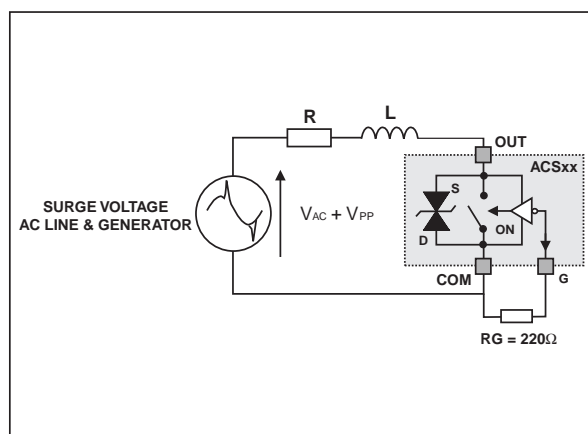 R
L
OUT
ACSxx
SURGE VOLTAGE
AC LINE & GENERATOR
VAC + VPP
S
D
ON
COM
G
RG = 220Ω